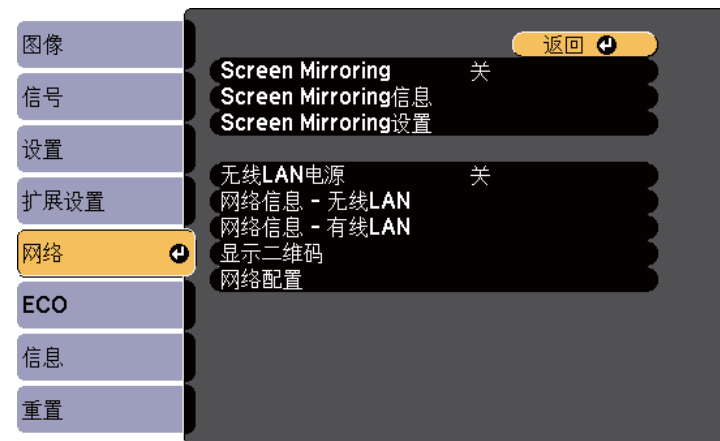 图像
信号
设置
扩展设置
网络
ECO
信息
重置
返回
Screen Mirroring 关
Screen Mirroring信息
Screen Mirroring设置
无线LAN电源 关
网络信息 - 无线LAN
网络信息 - 有线LAN
显示二维码
网络配置